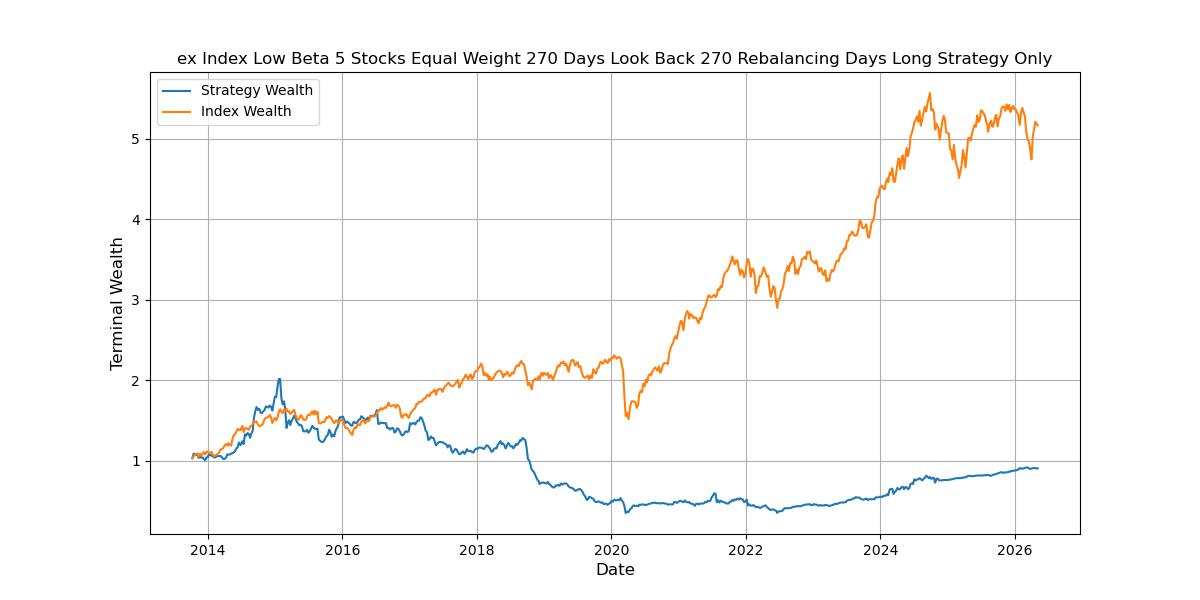 ex Index Low Beta 5 Stocks Equal Weight 270 Days Look Back 270 Rebalancing Days Long Strategy Only
Strategy Wealth
Index Wealth
Terminal Wealth
5
4
3
2
1
2014 2016 2018 2020 2022 2024 2026
Date